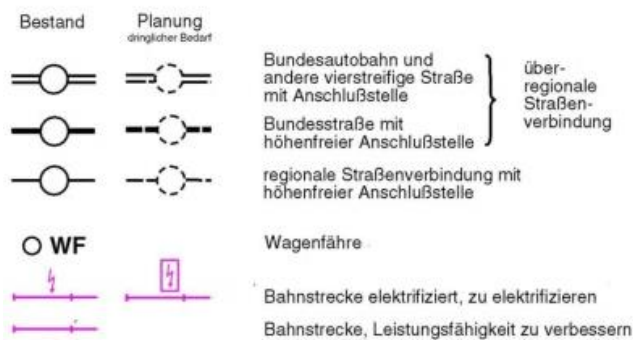 Bestand
Planung
dringlicher Bedarf
Bundesautobahn und
andere vierstreifige Straße
mit Anschlußstelle
Bundesstraße mit
höhenfreier Anschlußstelle
über-
regionale
Straßen-
verbindung
regionale Straßenverbindung mit
höhenfreier Anschlußstelle
WF
Wagenfähre
Bahnstrecke elektrifiziert, zu elektrifizieren
Bahnstrecke, Leistungsfähigkeit zu verbessern